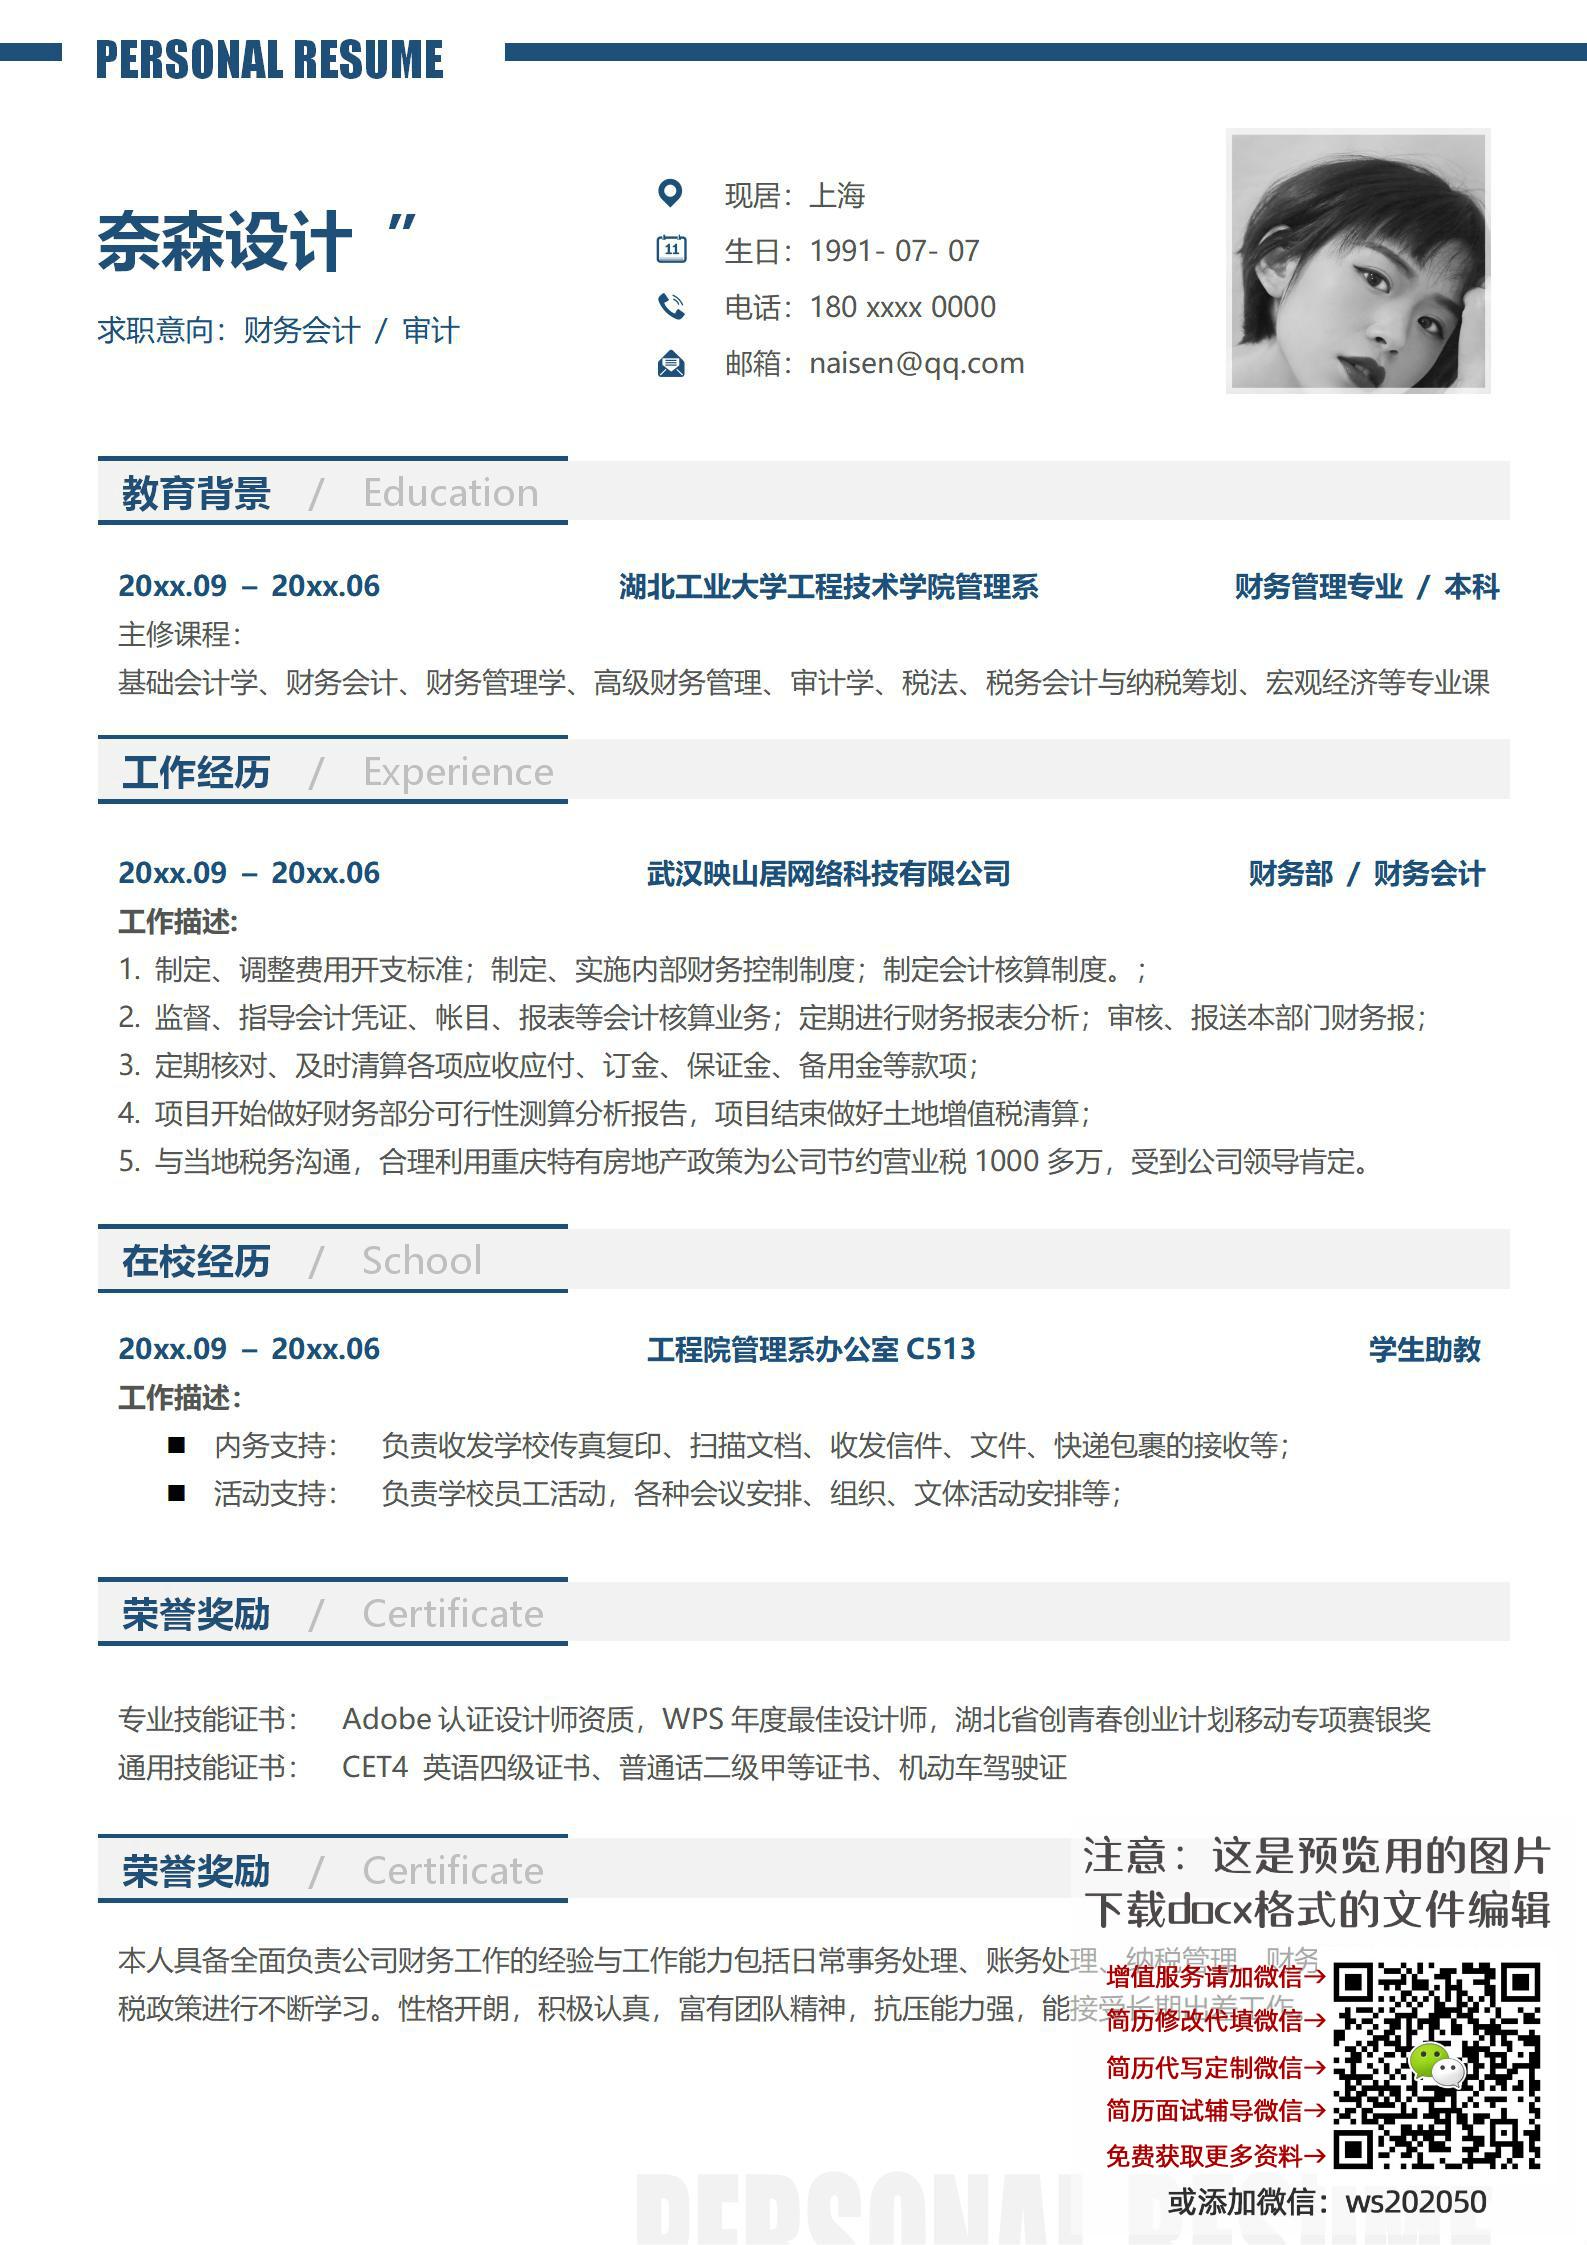 PERSONAL RESUME
奈森设计 ”
求职意向：财务会计 / 审计
现居：上海
11
生日：1991- 07- 07
电话：180 xxxx 0000
邮箱：naisen@qq.com
教育背景 / Education
20xx.09 – 20xx.06 湖北工业大学工程技术学院管理系 财务管理专业 / 本科
主修课程：
基础会计学、财务会计、财务管理学、高级财务管理、审计学、税法、税务会计与纳税筹划、宏观经济等专业课
工作经历 / Experience
20xx.09 – 20xx.06 武汉映山居网络科技有限公司 财务部 / 财务会计
工作描述:
1. 制定、调整费用开支标准；制定、实施内部财务控制制度；制定会计核算制度。；
2. 监督、指导会计凭证、帐目、报表等会计核算业务；定期进行财务报表分析；审核、报送本部门财务报；
3. 定期核对、及时清算各项应收应付、订金、保证金、备用金等款项；
4. 项目开始做好财务部分可行性测算分析报告，项目结束做好土地增值税清算；
5. 与当地税务沟通，合理利用重庆特有房地产政策为公司节约营业税 1000 多万，受到公司领导肯定。
在校经历 / School
20xx.09 – 20xx.06 工程院管理系办公室 C513 学生助教
工作描述：
■ 内务支持： 负责收发学校传真复印、扫描文档、收发信件、文件、快递包裹的接收等；
■ 活动支持： 负责学校员工活动，各种会议安排、组织、文体活动安排等；
荣誉奖励 / Certificate
专业技能证书： Adobe 认证设计师资质，WPS 年度最佳设计师，湖北省创青春创业计划移动专项赛银奖
通用技能证书： CET4 英语四级证书、普通话二级甲等证书、机动车驾驶证
荣誉奖励 / Certificate
本人具备全面负责公司财务工作的经验与工作能力包括日常事务处理、账务处理、纳税管理、财务
税政策进行不断学习。性格开朗，积极认真，富有团队精神，抗压能力强，能接受长期出差工作
注意：这是预览用的图片
下载docx格式的文件编辑
增值服务请加微信→
简历修改代填微信→
简历代写定制微信→
简历面试辅导微信→
免费获取更多资料→
或添加微信：ws202050
PERSONAL RESUME